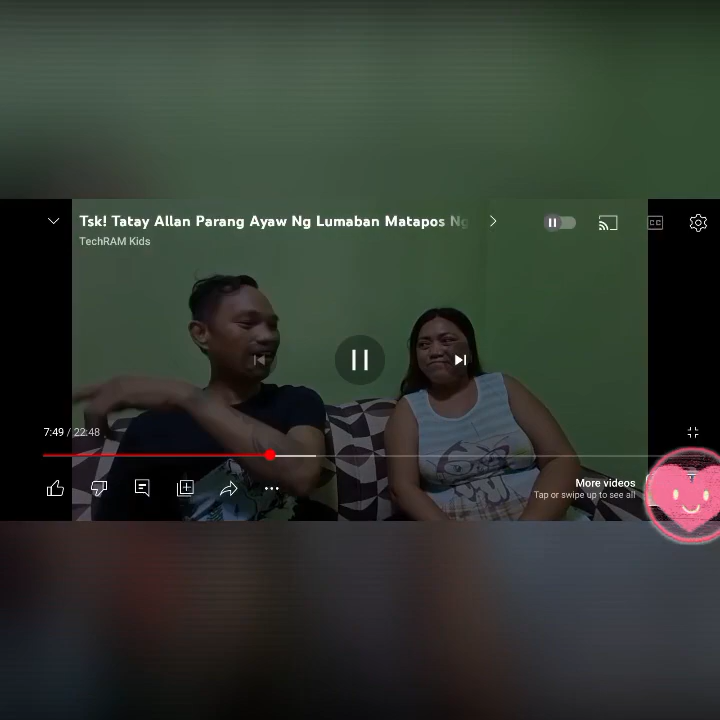 Tsk! Tatay Allan Parang Ayaw Ng Lumaban Matapos Ng
TechRAM Kids
CC
7:49 / 22:48
More videos
Tap or swipe up to see all